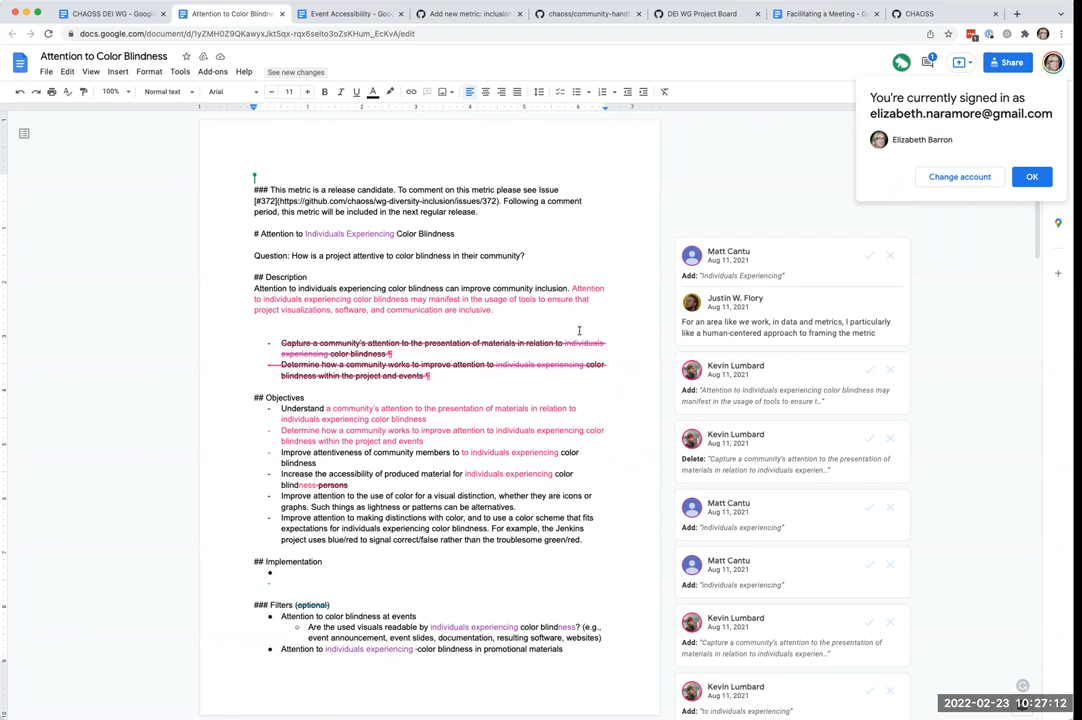 CHAOSS DEI WG - Google
Attention to Color Blindne
Event Accessibility - Goo
Add new metric: inclusion
chaoss/community-handb
DEI WG Project Board
Facilitating a Meeting - G
CHAOSS
docs.google.com/document/d/1yZMH0Z9QKawyxJktSqx-rqx6selto3oZsKHum_EcKvA/edit
Attention to Color Blindness
File Edit View Insert Format Tools Add-ons Help See new changes
1
Share
100% Normal text Arial 11
You're currently signed in as
elizabeth.naramore@gmail.com
Elizabeth Barron
Change account OK
### This metric is a release candidate. To comment on this metric please see Issue
[#372](https://github.com/chaoss/wg-diversity-inclusion/issues/372). Following a comment
period, this metric will be included in the next regular release.
# Attention to Individuals Experiencing Color Blindness
Question: How is a project attentive to color blindness in their community?
## Description
Attention to individuals experiencing color blindness can improve community inclusion. Attention
to individuals experiencing color blindness may manifest in the usage of tools to ensure that
project visualizations, software, and communication are inclusive.
- Capture a community's attention to the presentation of materials in relation to individuals
experiencing color blindness ¶
- Determine how a community works to improve attention to individuals experiencing color
blindness within the project and events ¶
## Objectives
- Understand a community's attention to the presentation of materials in relation to
individuals experiencing color blindness
- Determine how a community works to improve attention to individuals experiencing color
blindness within the project and events
- Improve attentiveness of community members to to individuals experiencing color
blindness
- Increase the accessibility of produced material for individuals experiencing color
blindness persons
- Improve attention to the use of color for a visual distinction, whether they are icons or
graphs. Such things as lightness or patterns can be alternatives.
- Improve attention to making distinctions with color, and to use a color scheme that fits
expectations for individuals experiencing color blindness. For example, the Jenkins
project uses blue/red to signal correct/false rather than the troublesome green/red.
## Implementation
●
-
### Filters (optional)
● Attention to color blindness at events
○ Are the used visuals readable by individuals experiencing color blindness? (e.g.,
event announcement, event slides, documentation, resulting software, websites)
● Attention to individuals experiencing -color blindness in promotional materials
Matt Cantu
Aug 11, 2021
Add: "Individuals Experiencing"
Justin W. Flory
Aug 11, 2021
For an area like we work, in data and metrics, I particularly
like a human-centered approach to framing the metric
Kevin Lumbard
Aug 11, 2021
Add: "Attention to individuals experiencing color blindness may
manifest in the usage of tools to ensure t..."
Kevin Lumbard
Aug 11, 2021
Delete: "Capture a community's attention to the presentation of
materials in relation to individuals experien..."
Matt Cantu
Aug 11, 2021
Add: "individuals experiencing"
Matt Cantu
Aug 11, 2021
Add: "individuals experiencing"
Kevin Lumbard
Aug 11, 2021
Add: "Capture a community's attention to the presentation of
materials in relation to individuals experien..."
Kevin Lumbard
Aug 11, 2021
Add: "to individuals experiencing"
2022-02-23 10:27:12